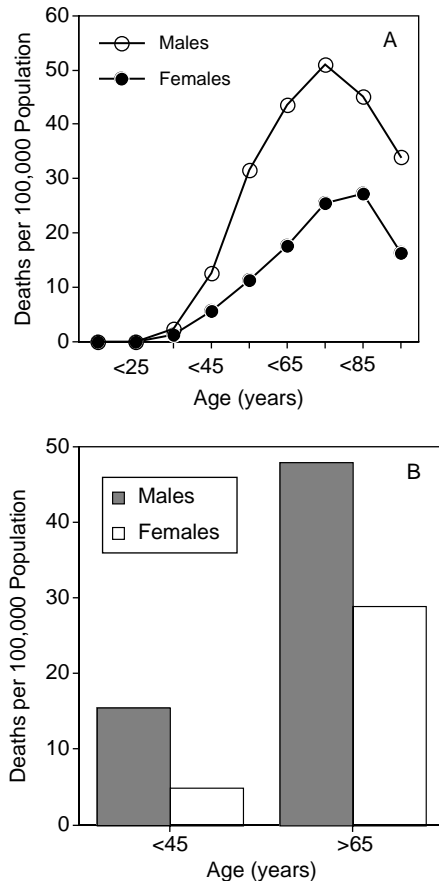 60
50
40
30
20
10
0
Deaths per 100,000 Population
Males
Females
A
<25
<45
<65
<85
Age (years)
50
40
30
20
10
0
Deaths per 100,000 Population
Males
Females
B
<45
>65
Age (years)